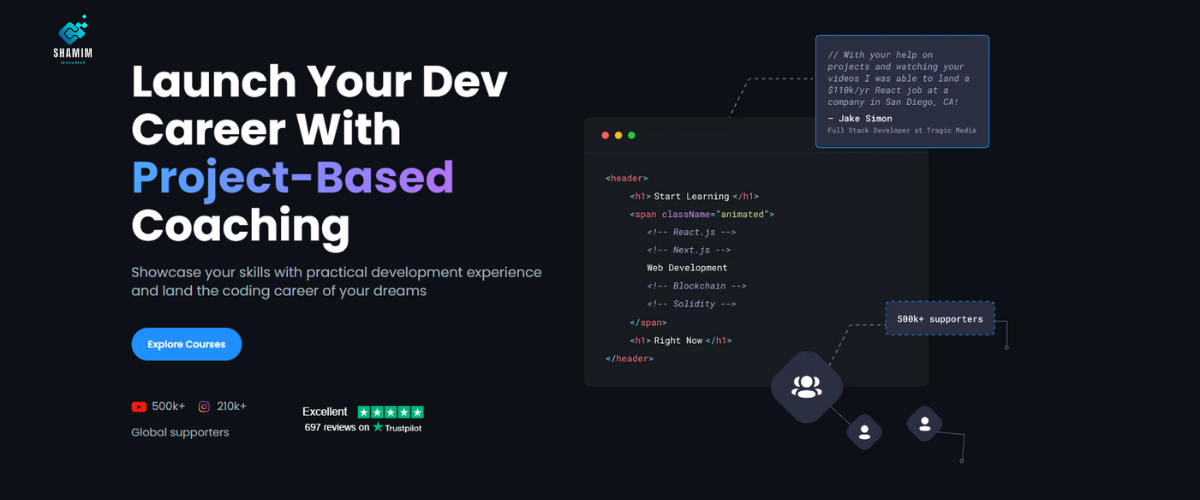 SHAMIM
Launch Your Dev
Career With
Project-Based
Coaching
Showcase your skills with practical development experience
and land the coding career of your dreams
Explore Courses
500k+ 210k+
Global supporters
Excellent
697 reviews on Trustpilot
// With your help on
projects and watching your
videos I was able to land a
$110k/yr React job at a
company in San Diego, CA!
— Jake Simon
Full Stack Developer at Tragic Media
<header>
<h1> Start Learning </h1>
<span className="animated">
<!-- React.js -->
<!-- Next.js -->
Web Development
<!-- Blockchain -->
<!-- Solidity -->
</span>
<h1> Right Now </h1>
</header>
500k+ supporters